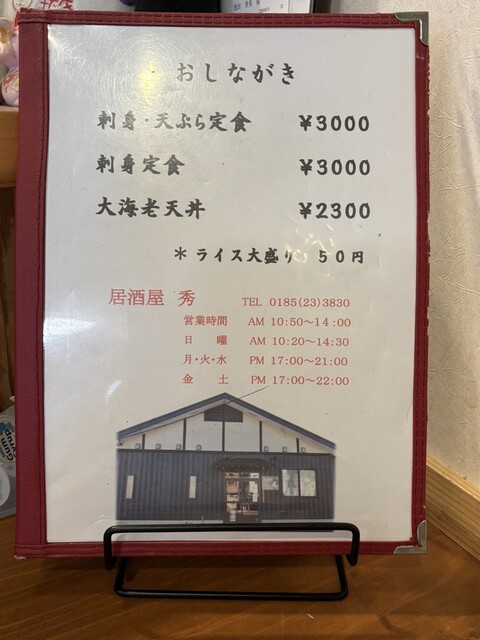 おしながき
刺身・天ぷら定食 ¥3000
刺身定食 ¥3000
大海老天丼 ¥2300
＊ライス大盛り 50円
居酒屋 秀 TEL 0185(23)3830
営業時間 AM 10:50～14:00
日 曜 AM 10:20～14:30
月・火・水 PM 17:00～21:00
金 土 PM 17:00～22:00
Gum
Syrup